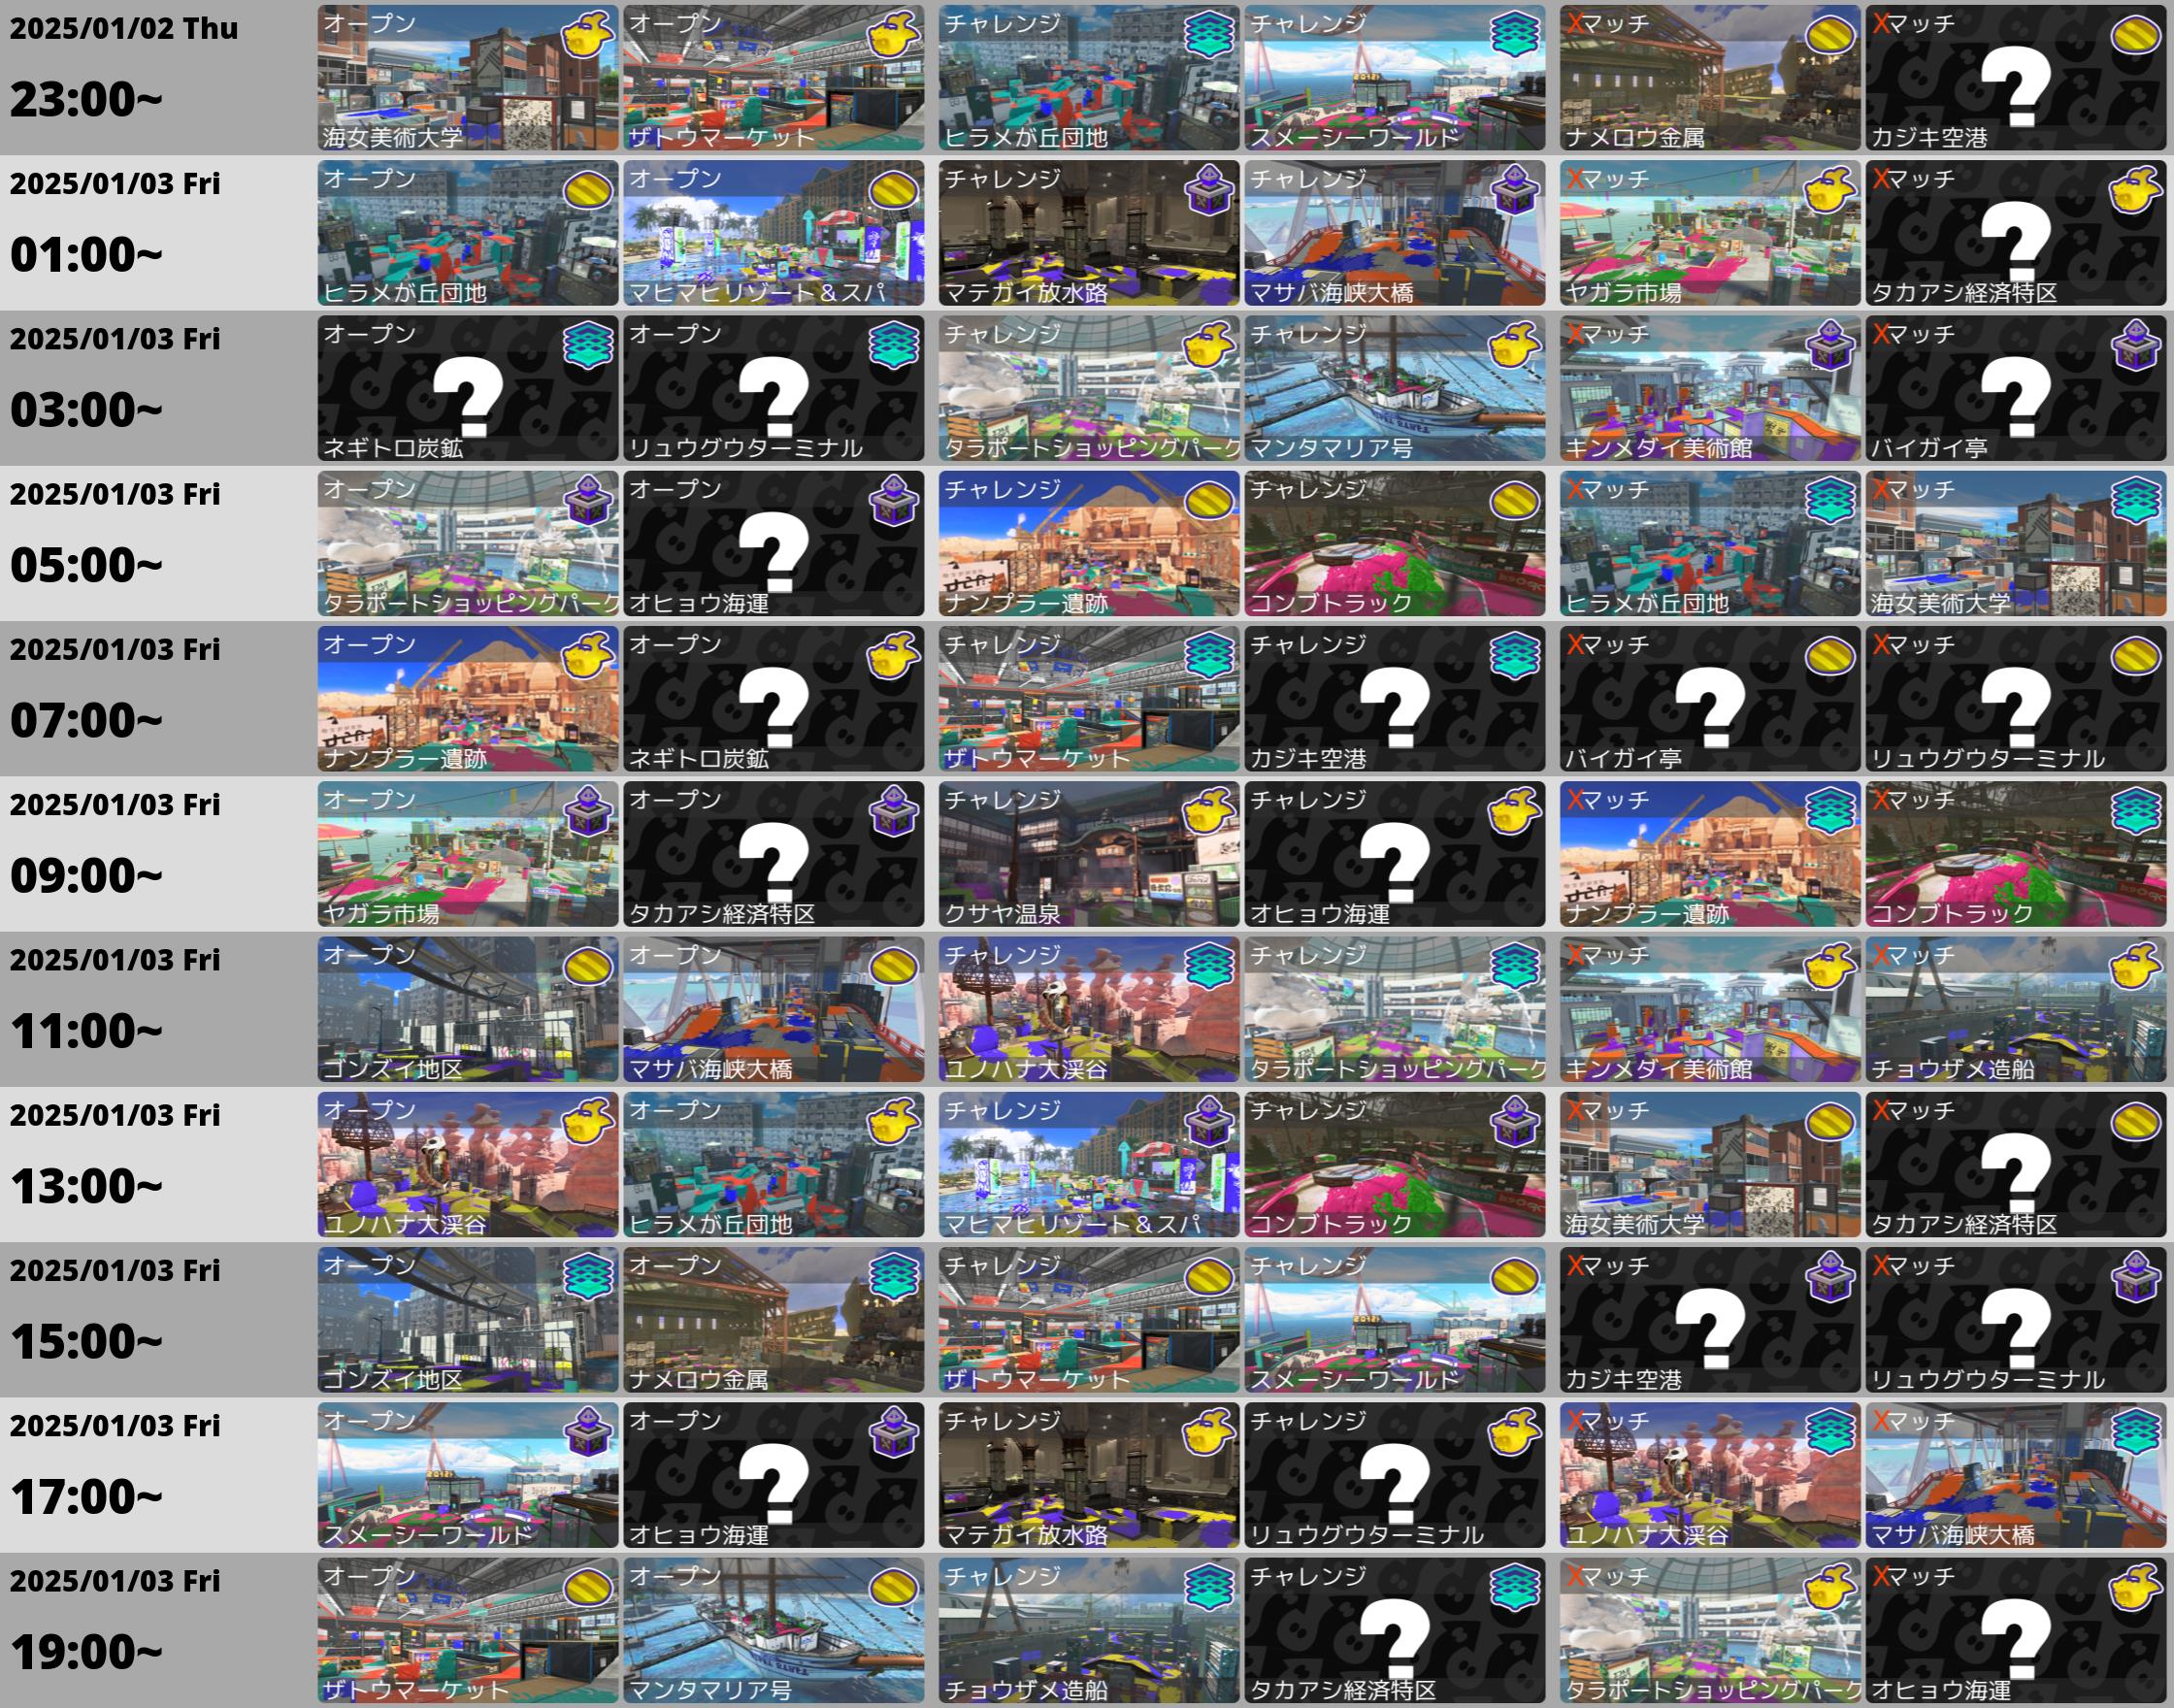 2025/01/02 Thu
23:00~
オープン オープン チャレンジ チャレンジ Xマッチ Xマッチ
海女美術大学 ザトウマーケット ヒラメが丘団地 スメーシーワールド ナメロウ金属 カジキ空港
2025/01/03 Fri
01:00~
オープン オープン チャレンジ チャレンジ Xマッチ Xマッチ
ヒラメが丘団地 マヒマヒリゾート＆スパ マテガイ放水路 マサバ海峡大橋 ヤガラ市場 タカアシ経済特区
2025/01/03 Fri
03:00~
オープン オープン チャレンジ チャレンジ Xマッチ Xマッチ
? ? ?
ネギトロ炭鉱 リュウグウターミナル タラポートショッピングパーク マンタマリア号 キンメダイ美術館 バイガイ亭
2025/01/03 Fri
05:00~
オープン オープン チャレンジ チャレンジ Xマッチ Xマッチ
タラポートショッピングパーク オヒョウ海運 ナンプラー遺跡 コンブトラック ヒラメが丘団地 海女美術大学
2025/01/03 Fri
07:00~
オープン オープン チャレンジ チャレンジ Xマッチ Xマッチ
ナンプラー遺跡 ネギトロ炭鉱 ザトウマーケット カジキ空港 バイガイ亭 リュウグウターミナル
2025/01/03 Fri
09:00~
オープン オープン チャレンジ チャレンジ Xマッチ Xマッチ
ヤガラ市場 タカアシ経済特区 クサヤ温泉 オヒョウ海運 ナンプラー遺跡 コンブトラック
2025/01/03 Fri
11:00~
オープン オープン チャレンジ チャレンジ Xマッチ Xマッチ
ゴンズイ地区 マサバ海峡大橋 ユノハナ大渓谷 タラポートショッピングパーク キンメダイ美術館 チョウザメ造船
2025/01/03 Fri
13:00~
オープン オープン チャレンジ チャレンジ Xマッチ Xマッチ
ユノハナ大渓谷 ヒラメが丘団地 マヒマヒリゾート＆スパ コンブトラック 海女美術大学 タカアシ経済特区
2025/01/03 Fri
15:00~
オープン オープン チャレンジ チャレンジ Xマッチ Xマッチ
ゴンズイ地区 ナメロウ金属 ザトウマーケット スメーシーワールド カジキ空港 リュウグウターミナル
2025/01/03 Fri
17:00~
オープン オープン チャレンジ チャレンジ Xマッチ Xマッチ
スメーシーワールド オヒョウ海運 マテガイ放水路 リュウグウターミナル ユノハナ大渓谷 マサバ海峡大橋
2025/01/03 Fri
19:00~
オープン オープン チャレンジ チャレンジ Xマッチ Xマッチ
ザトウマーケット マンタマリア号 チョウザメ造船 タカアシ経済特区 タラポートショッピングパーク オヒョウ海運